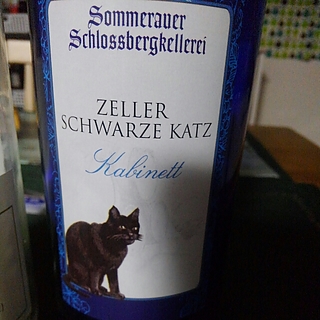 Sommerauer
Schlossbergkellerei
ZELLER
SCHWARZE KATZ
Kabinett